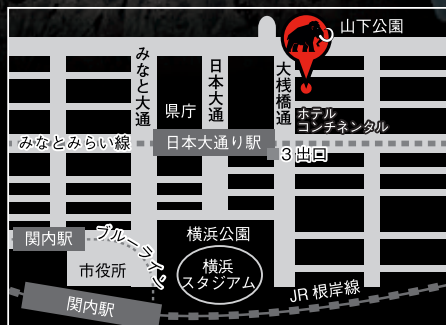 山下公園
みなと大通
日本大通
大桟橋通
県庁
ホテル
コンチネンタル
みなとみらい線
日本大通り駅
3出口
関内駅
ブルーライン
横浜公園
市役所
横浜
スタジアム
関内駅
JR根岸線